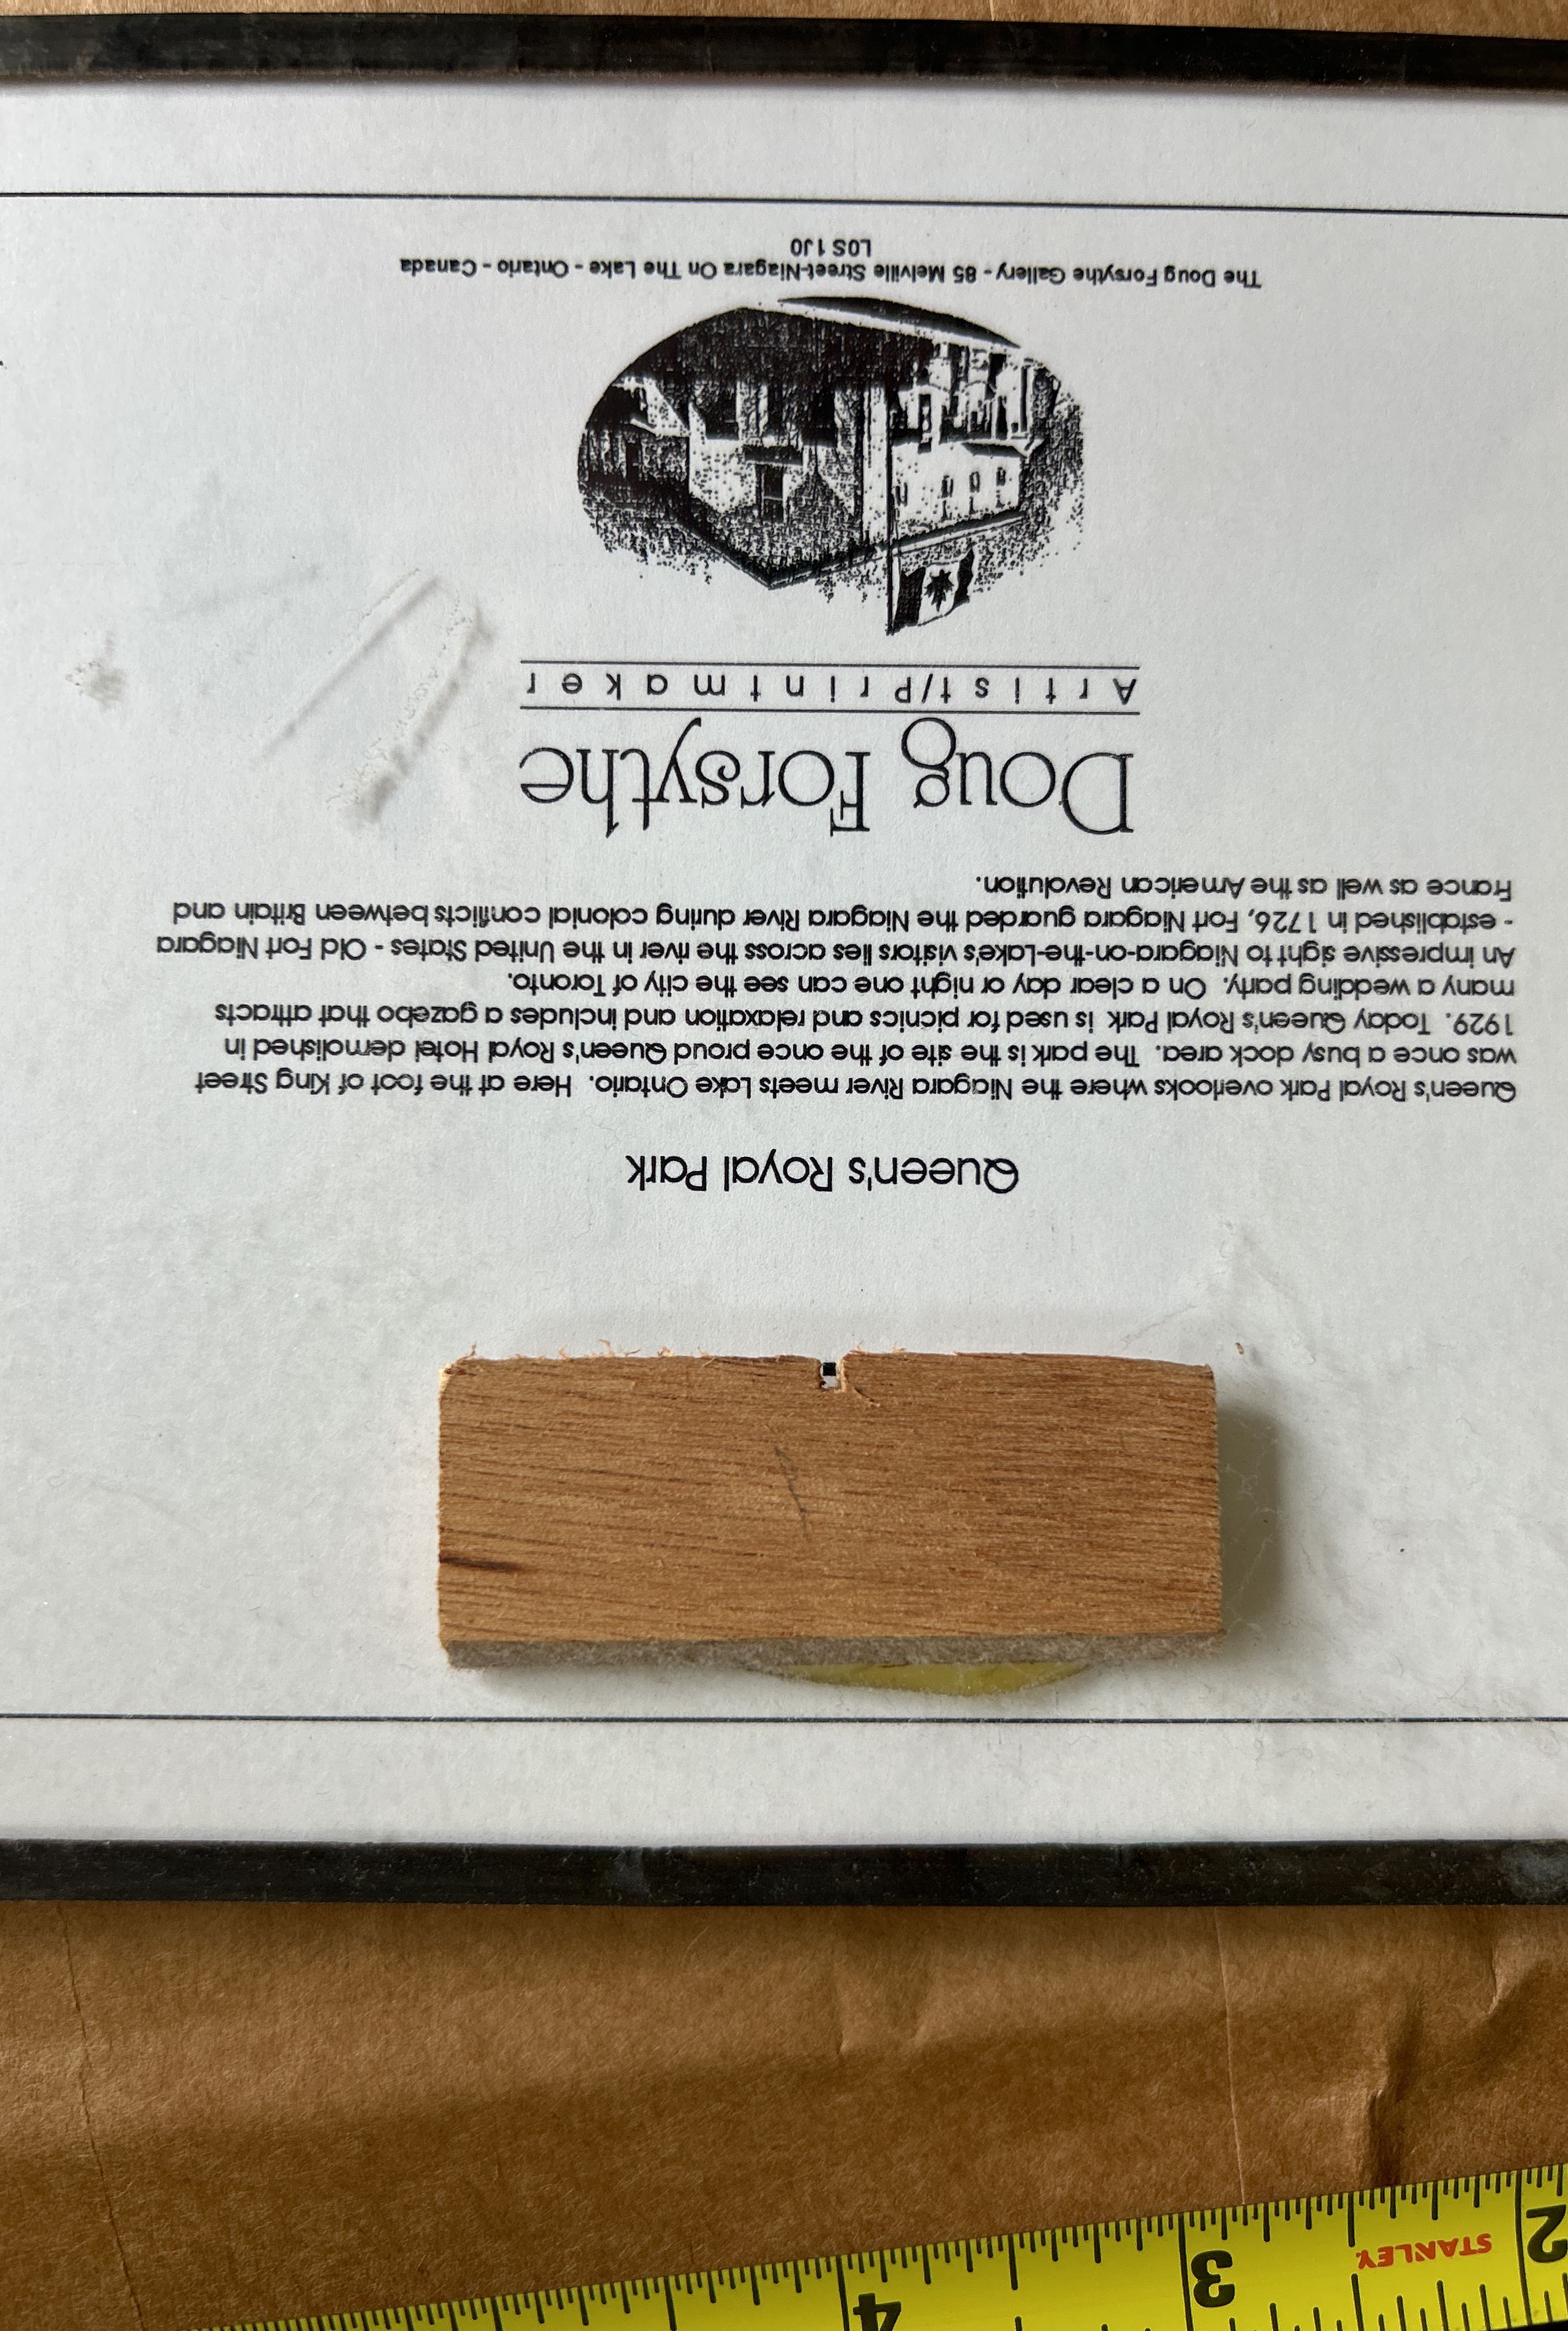 Queen's Royal Park
Queen's Royal Park overlooks where the Niagara River meets Lake Ontario. Here at the foot of King Street
was once a busy dock area. The park is the site of the once proud Queen's Royal Hotel demolished in
1929. Today Queen's Royal Park is used for picnics and relaxation and includes a gazebo that attracts
many a wedding party. On a clear day or night one can see the city of Toronto.
An impressive sight to Niagara-on-the-Lake's visitors lies across the river in the United States - Old Fort Niagara
- established in 1726, Fort Niagara guarded the Niagara River during colonial conflicts between Britain and
France as well as the American Revolution.
Doug Forsythe
Artist/Printmaker
The Doug Forsythe Gallery - 85 Melville Street-Niagara On The Lake - Ontario - Canada
L0S 1J0
2 STANLEY 3 4